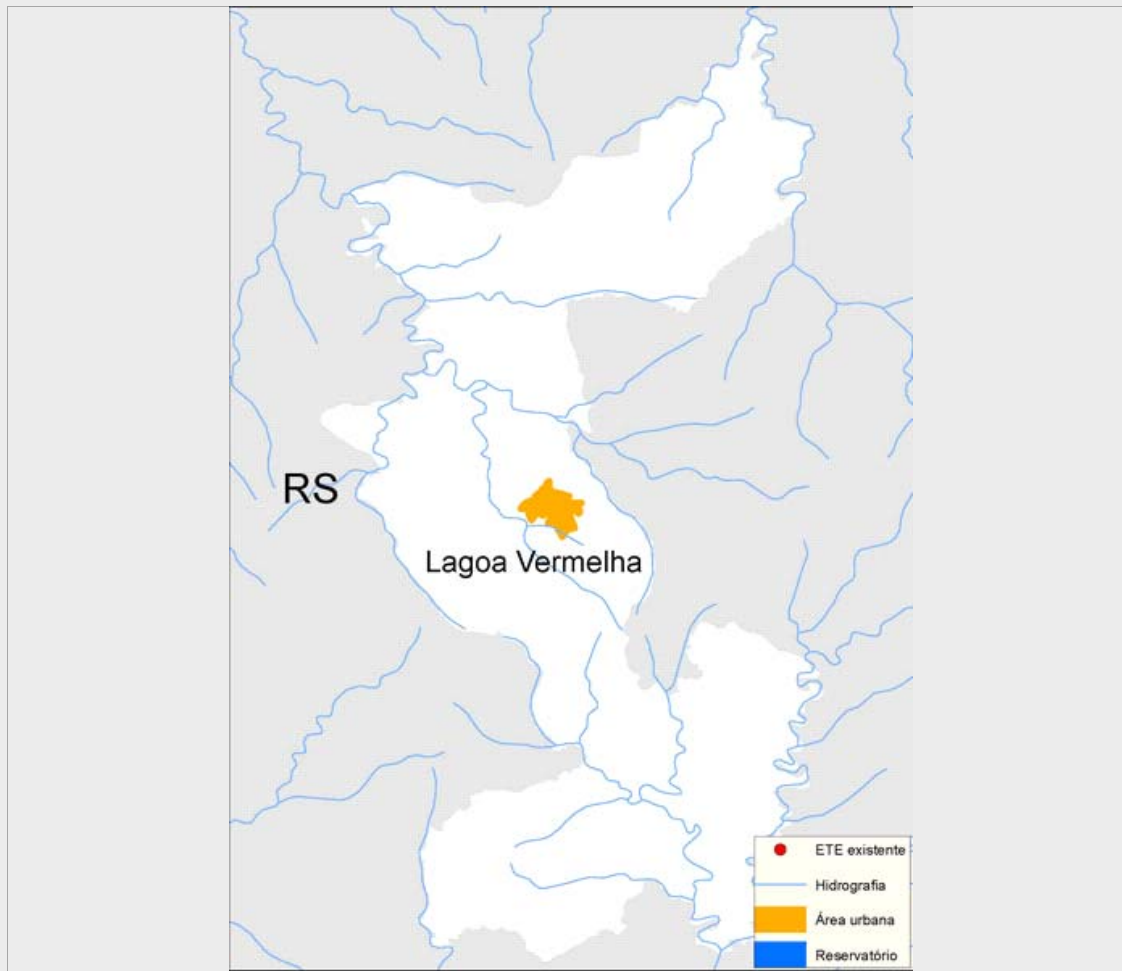 RS
Lagoa Vermelha
ETE existente
Hidrografia
Área urbana
Reservatório